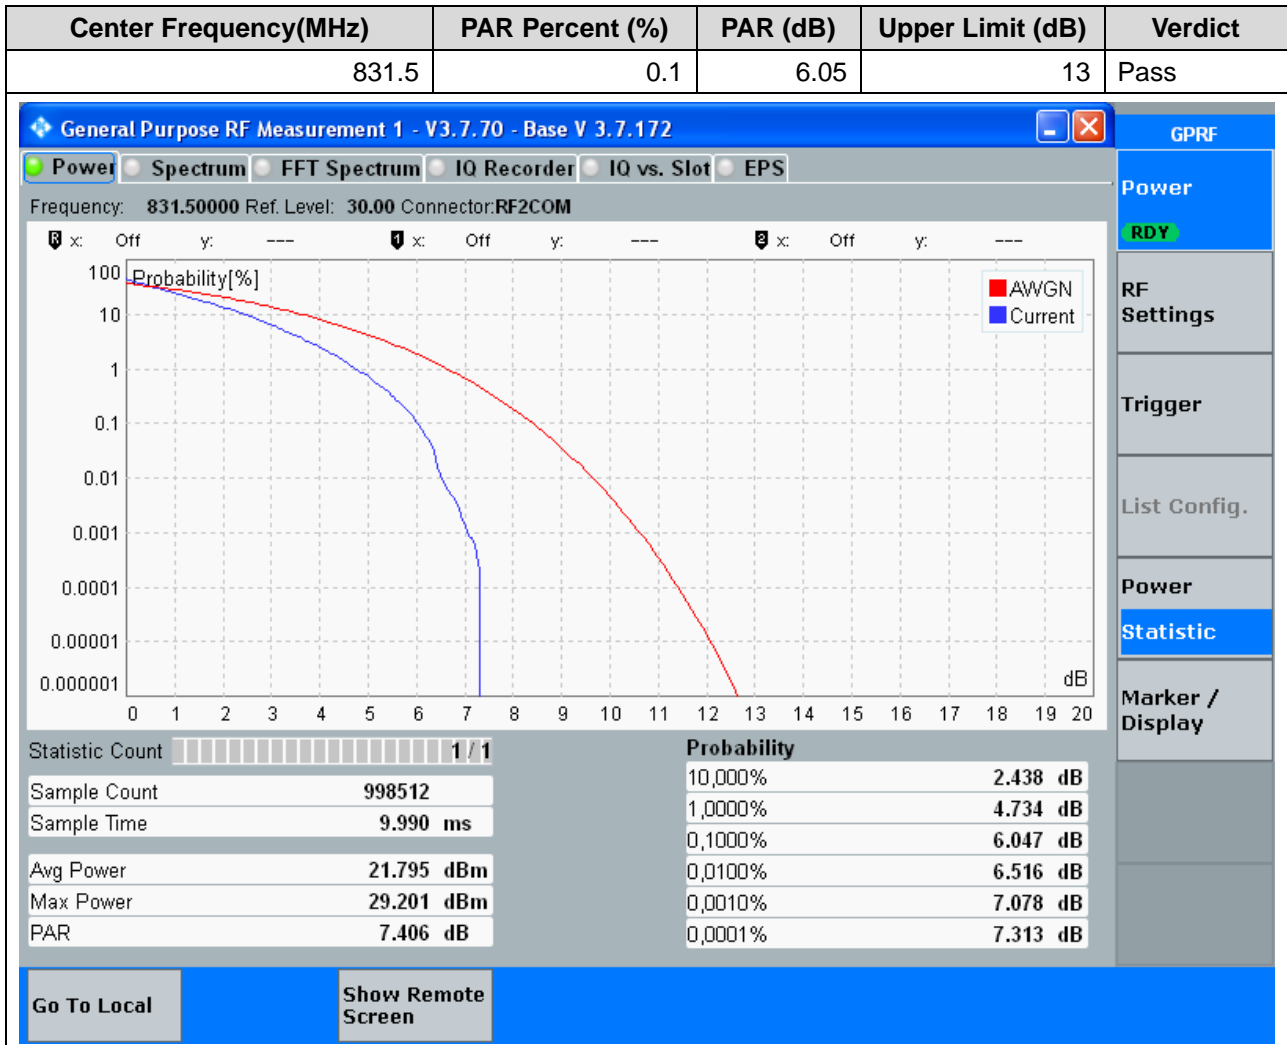 Center Frequency(MHz) PAR Percent (%) PAR (dB) Upper Limit (dB) Verdict
831.5 0.1 6.05 13 Pass
General Purpose RF Measurement 1 - V3.7.70 - Base V 3.7.172
GPRF
Power Spectrum FFT Spectrum IQ Recorder IQ vs. Slot EPS
Power
RDY
Frequency: 831.50000 Ref. Level: 30.00 Connector:RF2COM
R x: Off y: --- 1 x: Off y: --- 2 x: Off y: ---
Probability[%]
AWGN
Current
100
10
1
0.1
0.01
0.001
0.0001
0.00001
0.000001
dB
0 1 2 3 4 5 6 7 8 9 10 11 12 13 14 15 16 17 18 19 20
RF
Settings
Trigger
List Config.
Power
Statistic
Marker /
Display
Statistic Count 1 / 1
Sample Count 998512
Sample Time 9.990 ms
Avg Power 21.795 dBm
Max Power 29.201 dBm
PAR 7.406 dB
Probability
10,000% 2.438 dB
1,0000% 4.734 dB
0,1000% 6.047 dB
0,0100% 6.516 dB
0,0010% 7.078 dB
0,0001% 7.313 dB
Go To Local
Show Remote
Screen